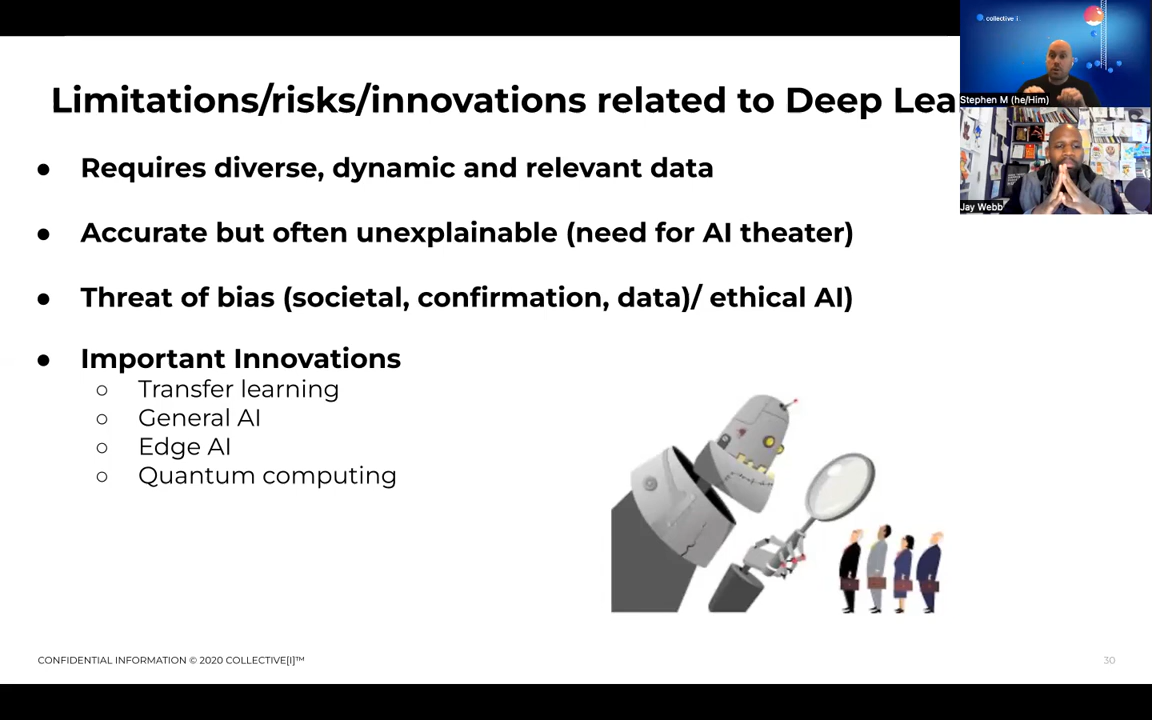 Limitations/risks/innovations related to Deep Lea
● Requires diverse, dynamic and relevant data
● Accurate but often unexplainable (need for AI theater)
● Threat of bias (societal, confirmation, data)/ ethical AI)
● Important Innovations
○ Transfer learning
○ General AI
○ Edge AI
○ Quantum computing
CONFIDENTIAL INFORMATION © 2020 COLLECTIVE[I]™
30
collective i
Stephen M (he/Him)
Jay Webb